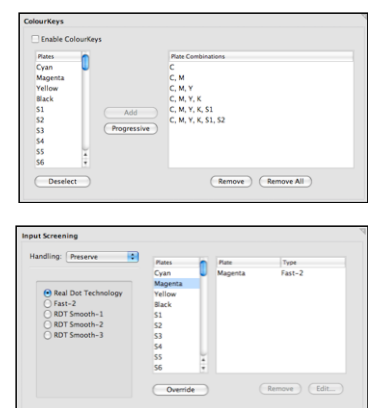 ColourKeys
Enable ColourKeys
Plates
Cyan
Magenta
Yellow
Black
S1
S2
S3
S4
S5
S6
Add
Progressive
Plate Combinations
C
C, M
C, M, Y
C, M, Y, K
C, M, Y, K, S1
C, M, Y, K, S1, S2
Deselect
Remove
Remove All
Input Screening
Handling: Preserve
Real Dot Technology
Fast-2
RDT Smooth-1
RDT Smooth-2
RDT Smooth-3
Plates
Cyan
Magenta
Yellow
Black
S1
S2
S3
S4
S5
S6
Plate Type
Magenta Fast-2
Override
Remove
Edit...